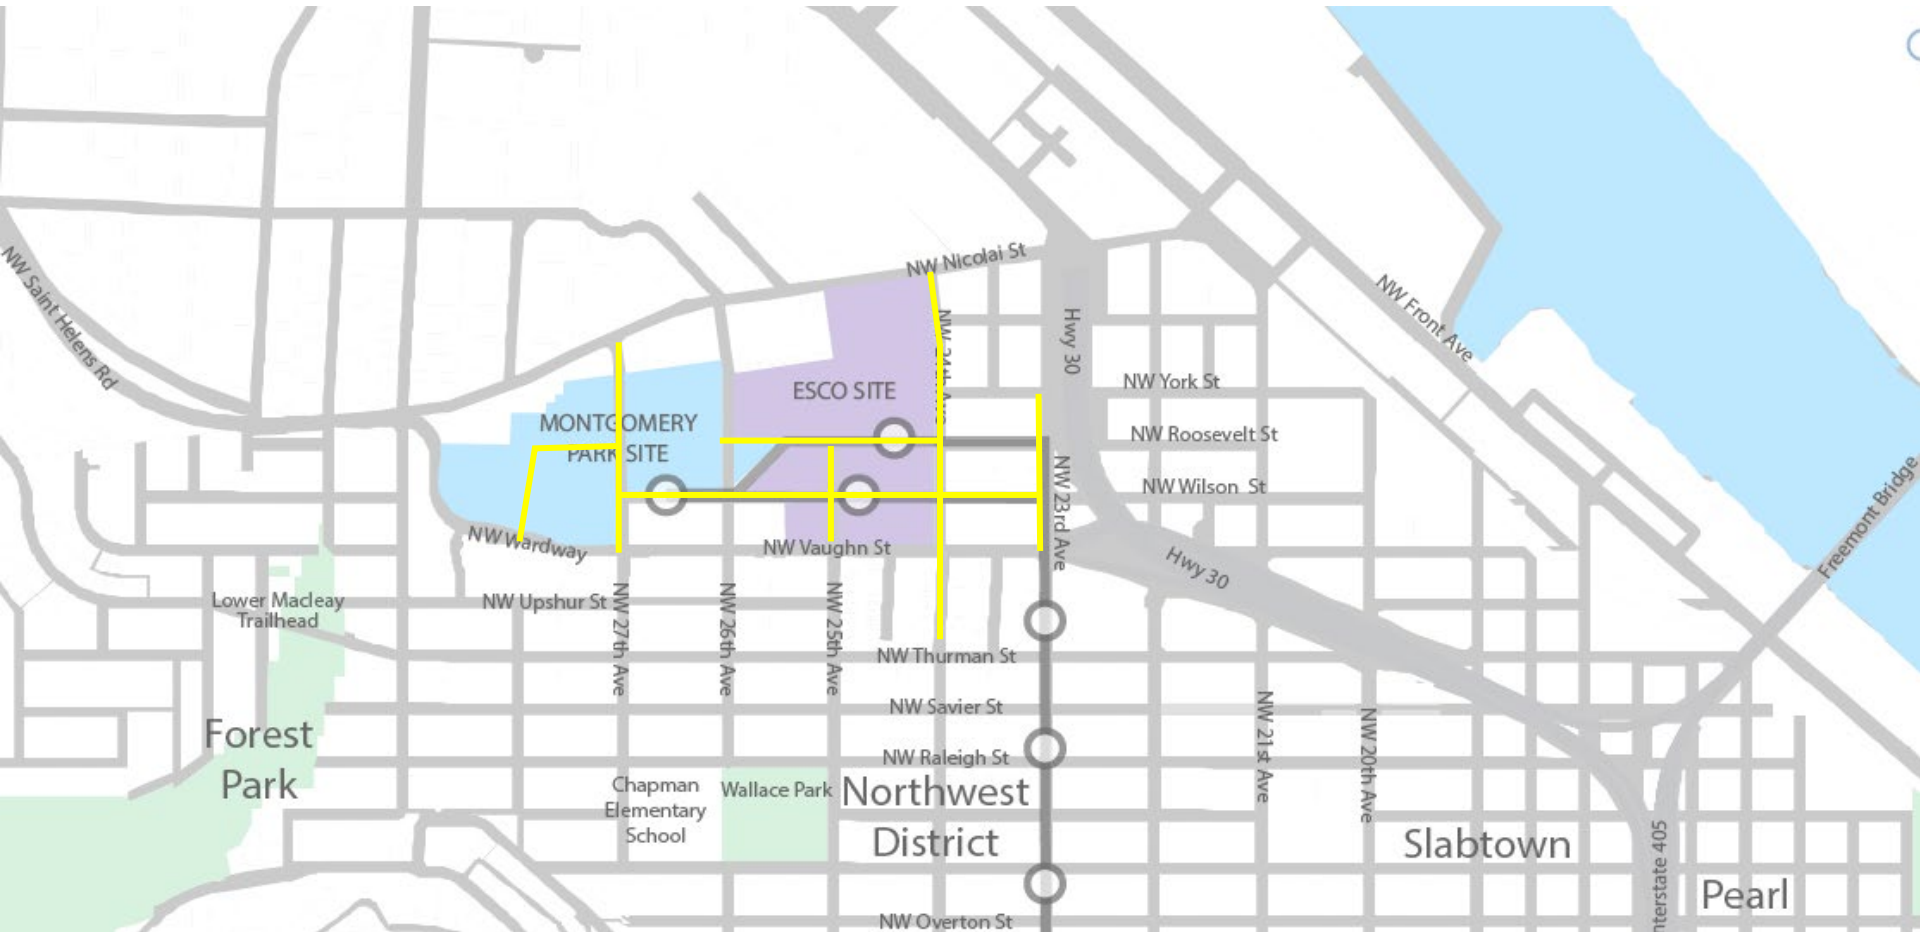 NW Nicolai St
NW Saint Helens Rd
NW Front Ave
Hwy 30
NW 24th Ave
NW York St
ESCO SITE
MONTGOMERY
PARK SITE
NW Roosevelt St
NW Wilson St
NW 23rd Ave
Freemont Bridge
NW Wardway
NW Vaughn St
Hwy 30
Lower Macleay
Trailhead
NW Upshur St
NW 27th Ave
NW 26th Ave
NW 25th Ave
NW Thurman St
NW Savier St
NW 21st Ave
NW 20th Ave
Forest
Park
NW Raleigh St
Chapman
Elementary
School
Wallace Park
Northwest
District
Slabtown
nterstate 405
Pearl
NW Overton St